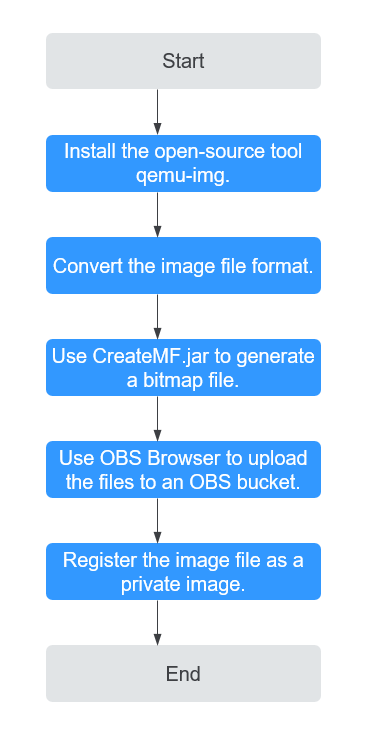 Start
Install the open-source tool
qemu-img.
Convert the image file format.
Use CreateMF.jar to generate
a bitmap file.
Use OBS Browser to upload
the files to an OBS bucket.
Register the image file as a
private image.
End